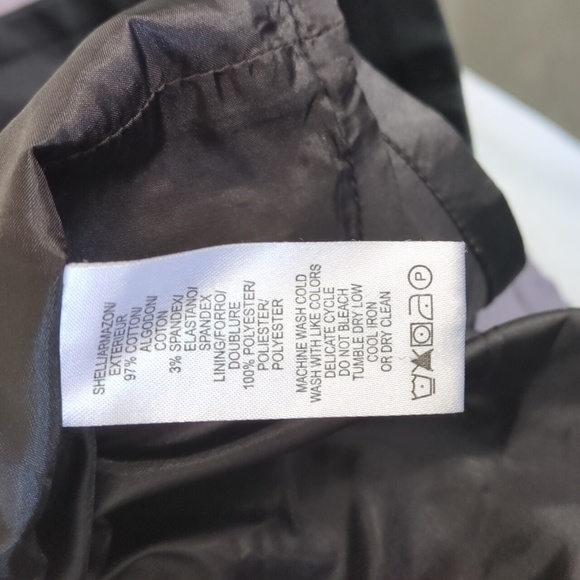 SHELL/ARMAZON/
EXTERIEUR
97% COTTON/
ALGODON/
COTON
3% SPANDEX/
ELASTANO/
SPANDEX
LINING/FORRO/
DOUBLURE
100% POLYESTER/
POLIESTER/
POLYESTER
MACHINE WASH COLD
WASH WITH LIKE COLORS
DELICATE CYCLE
DO NOT BLEACH
TUMBLE DRY LOW
COOL IRON
OR DRY CLEAN
P